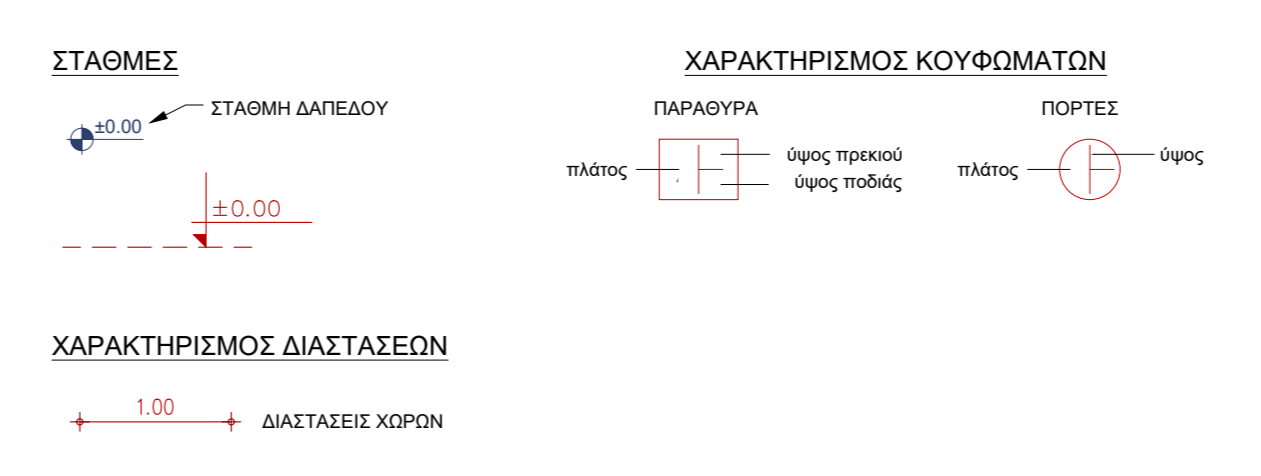 ΣΤΑΘΜΕΣ
±0.00
ΣΤΑΘΜΗ ΔΑΠΕΔΟΥ
±0.00
ΧΑΡΑΚΤΗΡΙΣΜΟΣ ΚΟΥΦΩΜΑΤΩΝ
ΠΑΡΑΘΥΡΑ
πλάτος
ύψος πρεκιού
ύψος ποδιάς
ΠΟΡΤΕΣ
πλάτος
ύψος
ΧΑΡΑΚΤΗΡΙΣΜΟΣ ΔΙΑΣΤΑΣΕΩΝ
1.00
ΔΙΑΣΤΑΣΕΙΣ ΧΩΡΩΝ